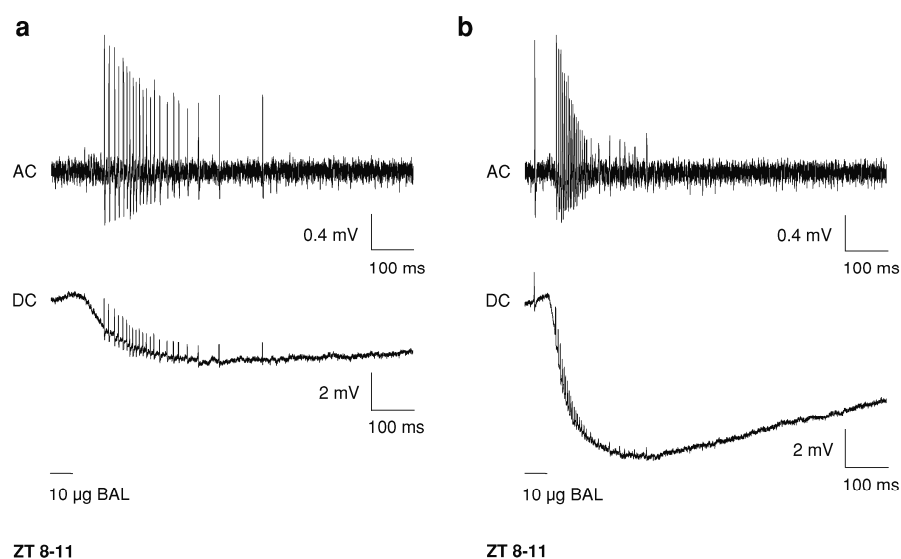 a b
AC AC
0.4 mV 0.4 mV
100 ms 100 ms
DC DC
2 mV 2 mV
100 ms 100 ms
10 µg BAL 10 µg BAL
ZT 8-11 ZT 8-11